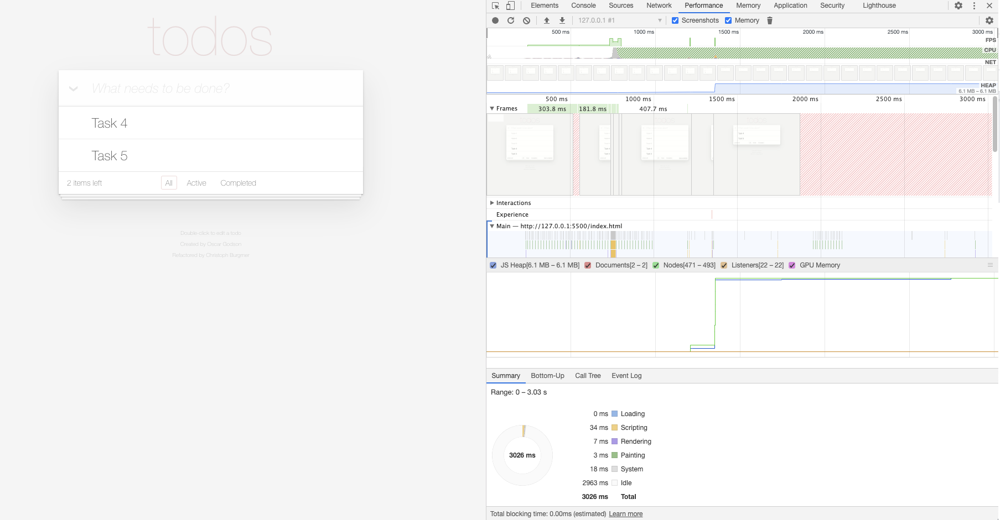 todos
What needs to be done?
Task 4
Task 5
2 items left All Active Completed
Double-click to edit a todo
Created by Oscar Godson
Refactored by Christoph Burgmer
Elements Console Sources Network Performance Memory Application Security Lighthouse
127.0.0.1 #1 Screenshots Memory
500 ms 1000 ms 1500 ms 2000 ms 2500 ms 3000 ms
FPS
CPU
NET
HEAP
6.1 MB – 6.1 MB
500 ms 1000 ms 1500 ms 2000 ms 2500 ms 3000 ms
Frames 303.8 ms 181.8 ms 407.7 ms
Interactions
Experience
Main — http://127.0.0.1:5500/index.html
JS Heap[6.1 MB – 6.1 MB] Documents[2 – 2] Nodes[471 – 493] Listeners[22 – 22] GPU Memory
Summary Bottom-Up Call Tree Event Log
Range: 0 – 3.03 s
3026 ms
0 ms Loading
34 ms Scripting
7 ms Rendering
3 ms Painting
18 ms System
2963 ms Idle
3026 ms Total
Total blocking time: 0.00ms (estimated) Learn more